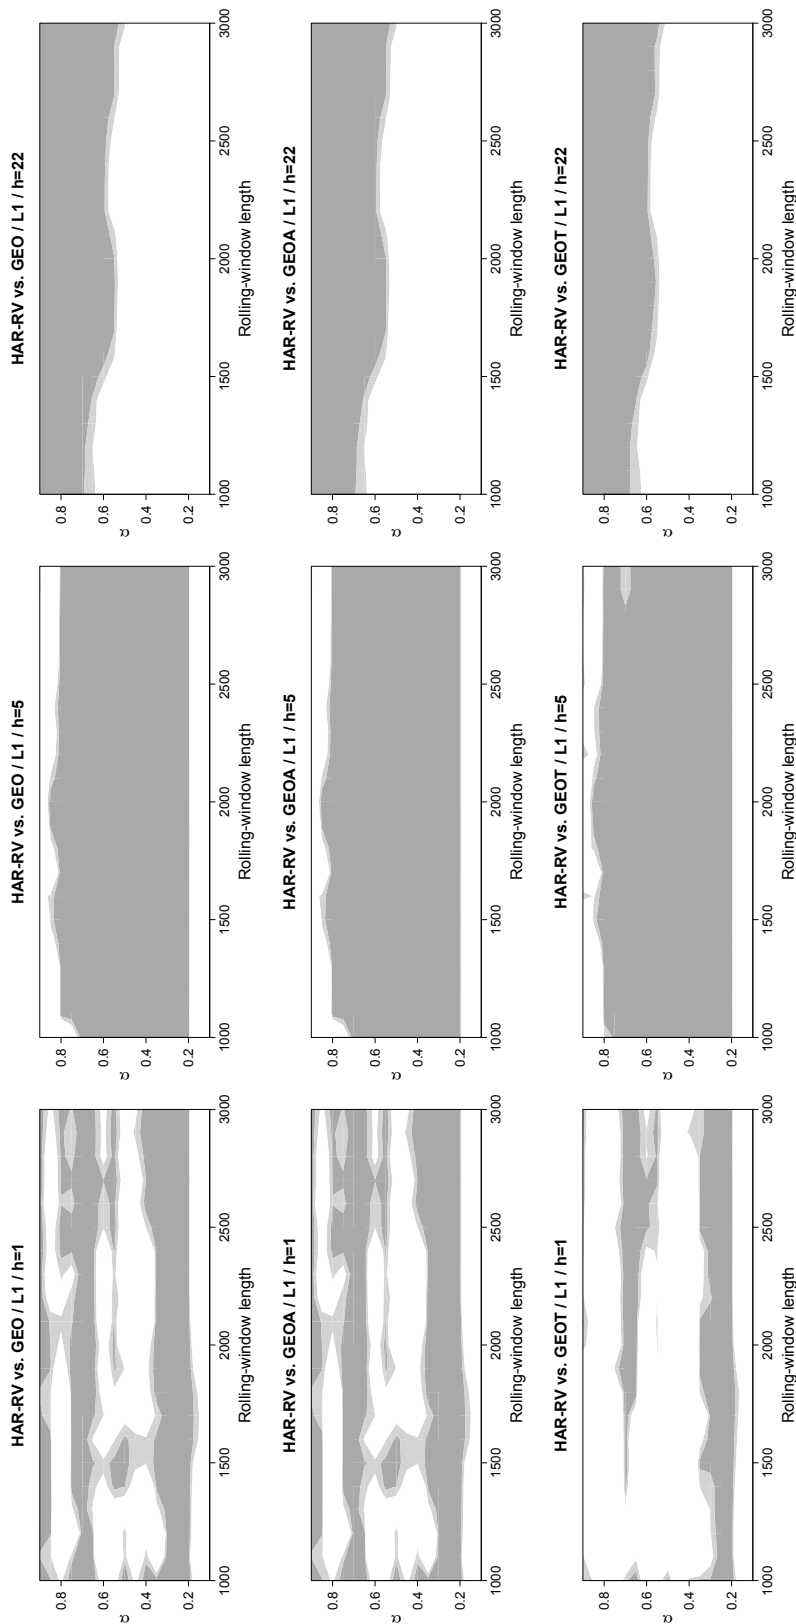 HAR-RV vs. GEO / L1 / h=1
α
0.8
0.6
0.4
0.2
1000 1500 2000 2500 3000
Rolling-window length
HAR-RV vs. GEO / L1 / h=5
α
0.8
0.6
0.4
0.2
1000 1500 2000 2500 3000
Rolling-window length
HAR-RV vs. GEO / L1 / h=22
α
0.8
0.6
0.4
0.2
1000 1500 2000 2500 3000
Rolling-window length
HAR-RV vs. GEOA / L1 / h=1
α
0.8
0.6
0.4
0.2
1000 1500 2000 2500 3000
Rolling-window length
HAR-RV vs. GEOA / L1 / h=5
α
0.8
0.6
0.4
0.2
1000 1500 2000 2500 3000
Rolling-window length
HAR-RV vs. GEOA / L1 / h=22
α
0.8
0.6
0.4
0.2
1000 1500 2000 2500 3000
Rolling-window length
HAR-RV vs. GEOT / L1 / h=1
α
0.8
0.6
0.4
0.2
1000 1500 2000 2500 3000
Rolling-window length
HAR-RV vs. GEOT / L1 / h=5
α
0.8
0.6
0.4
0.2
1000 1500 2000 2500 3000
Rolling-window length
HAR-RV vs. GEOT / L1 / h=22
α
0.8
0.6
0.4
0.2
1000 1500 2000 2500 3000
Rolling-window length